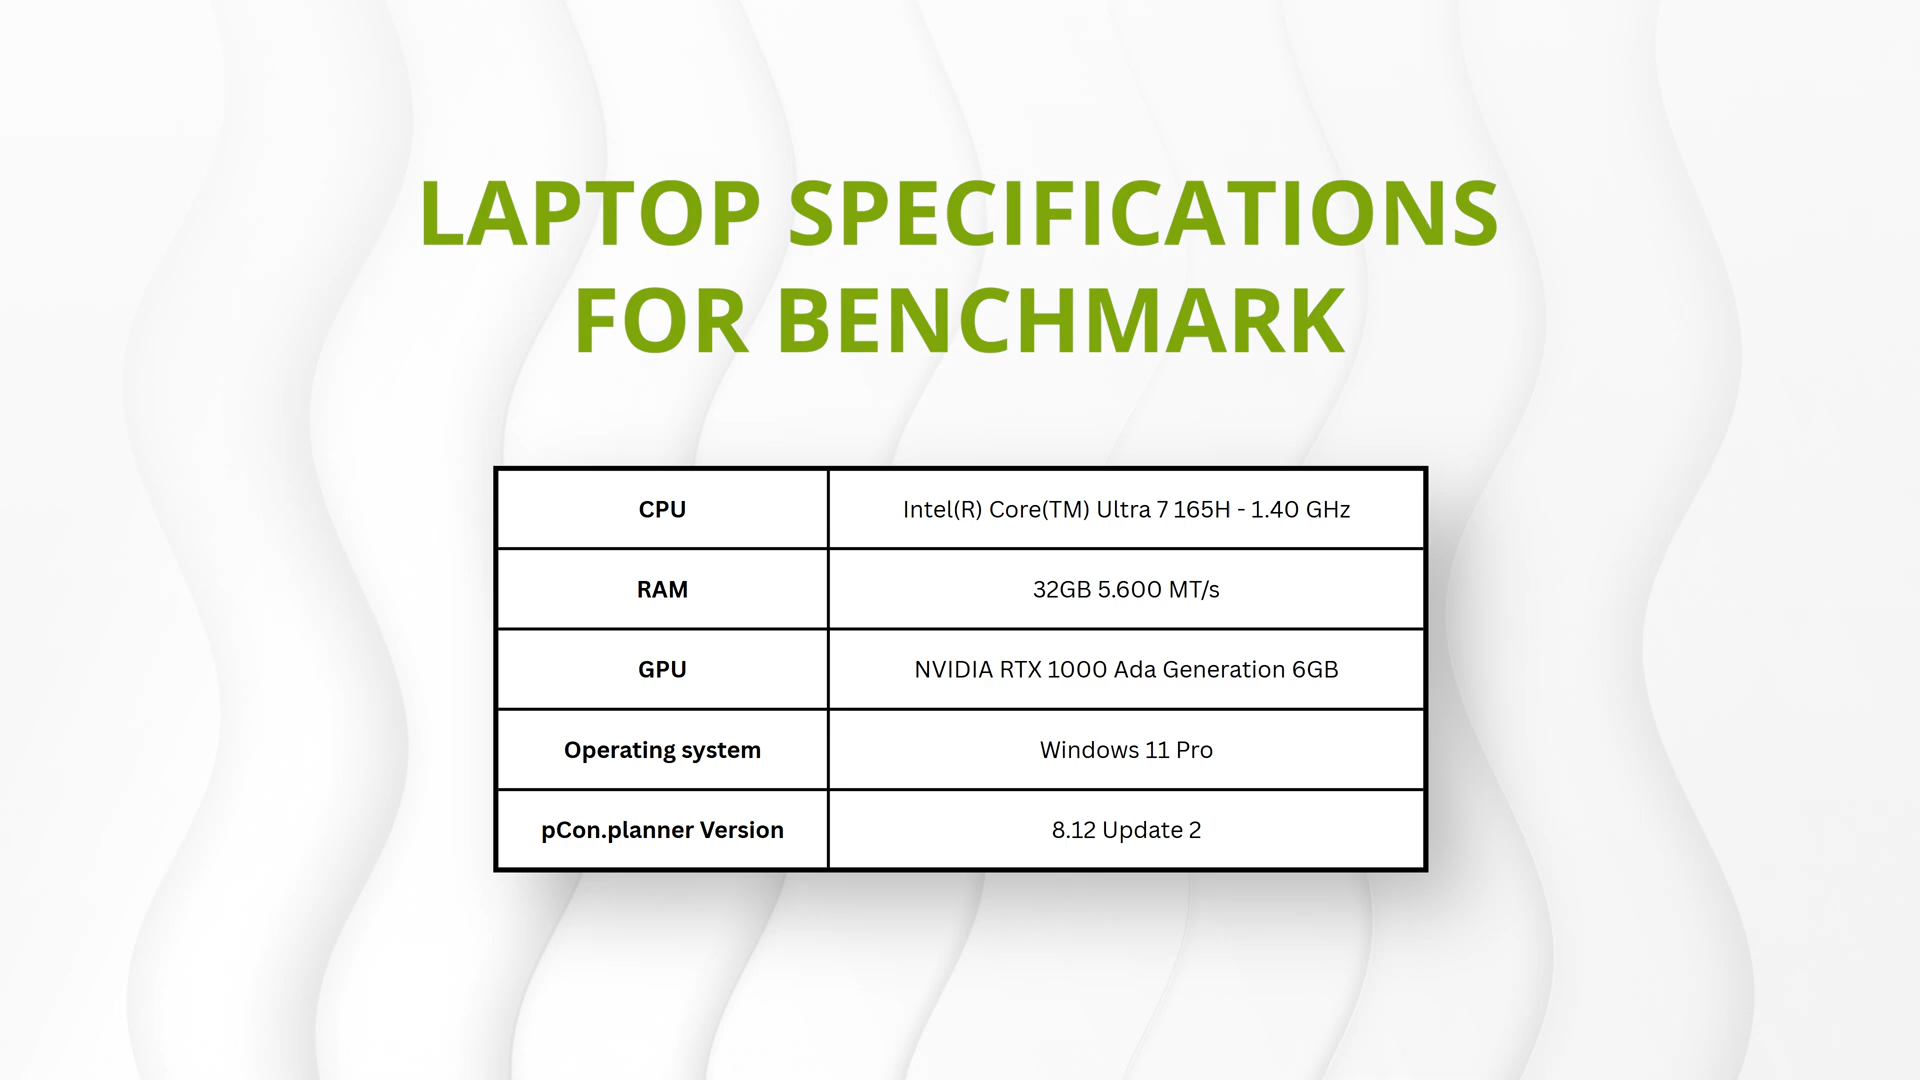 LAPTOP SPECIFICATIONS
FOR BENCHMARK
CPU Intel(R) Core(TM) Ultra 7 165H - 1.40 GHz
RAM 32GB 5.600 MT/s
GPU NVIDIA RTX 1000 Ada Generation 6GB
Operating system Windows 11 Pro
pCon.planner Version 8.12 Update 2